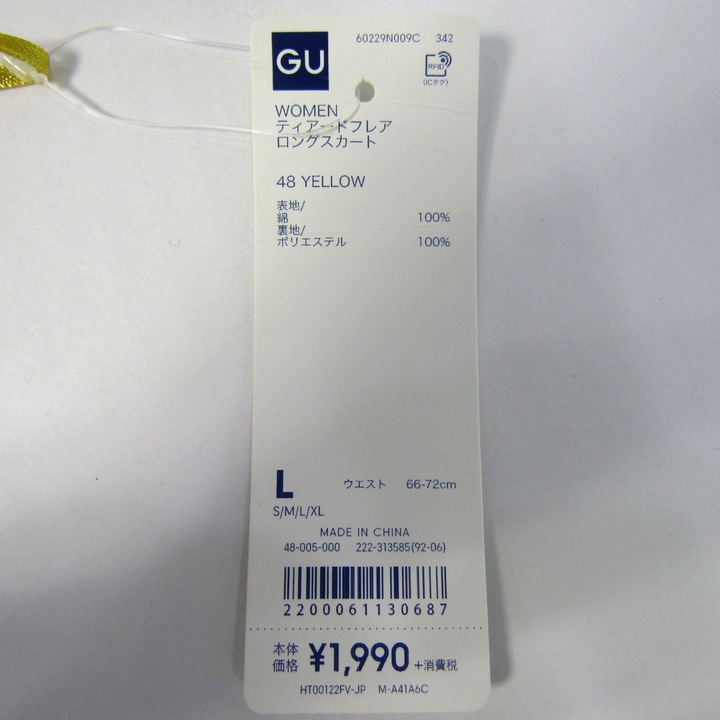 GU
60229N009C 342
RFID
(ICタグ)
WOMEN
ティアードフレア
ロングスカート
48 YELLOW
表地/
綿 100%
裏地/
ポリエステル 100%
L ウエスト 66-72cm
S/M/L/XL
MADE IN CHINA
48-005-000 222-313585(92-06)
2200061130687
本体価格 ¥1,990 +消費税
HT00122FV-JP M-A41A6C